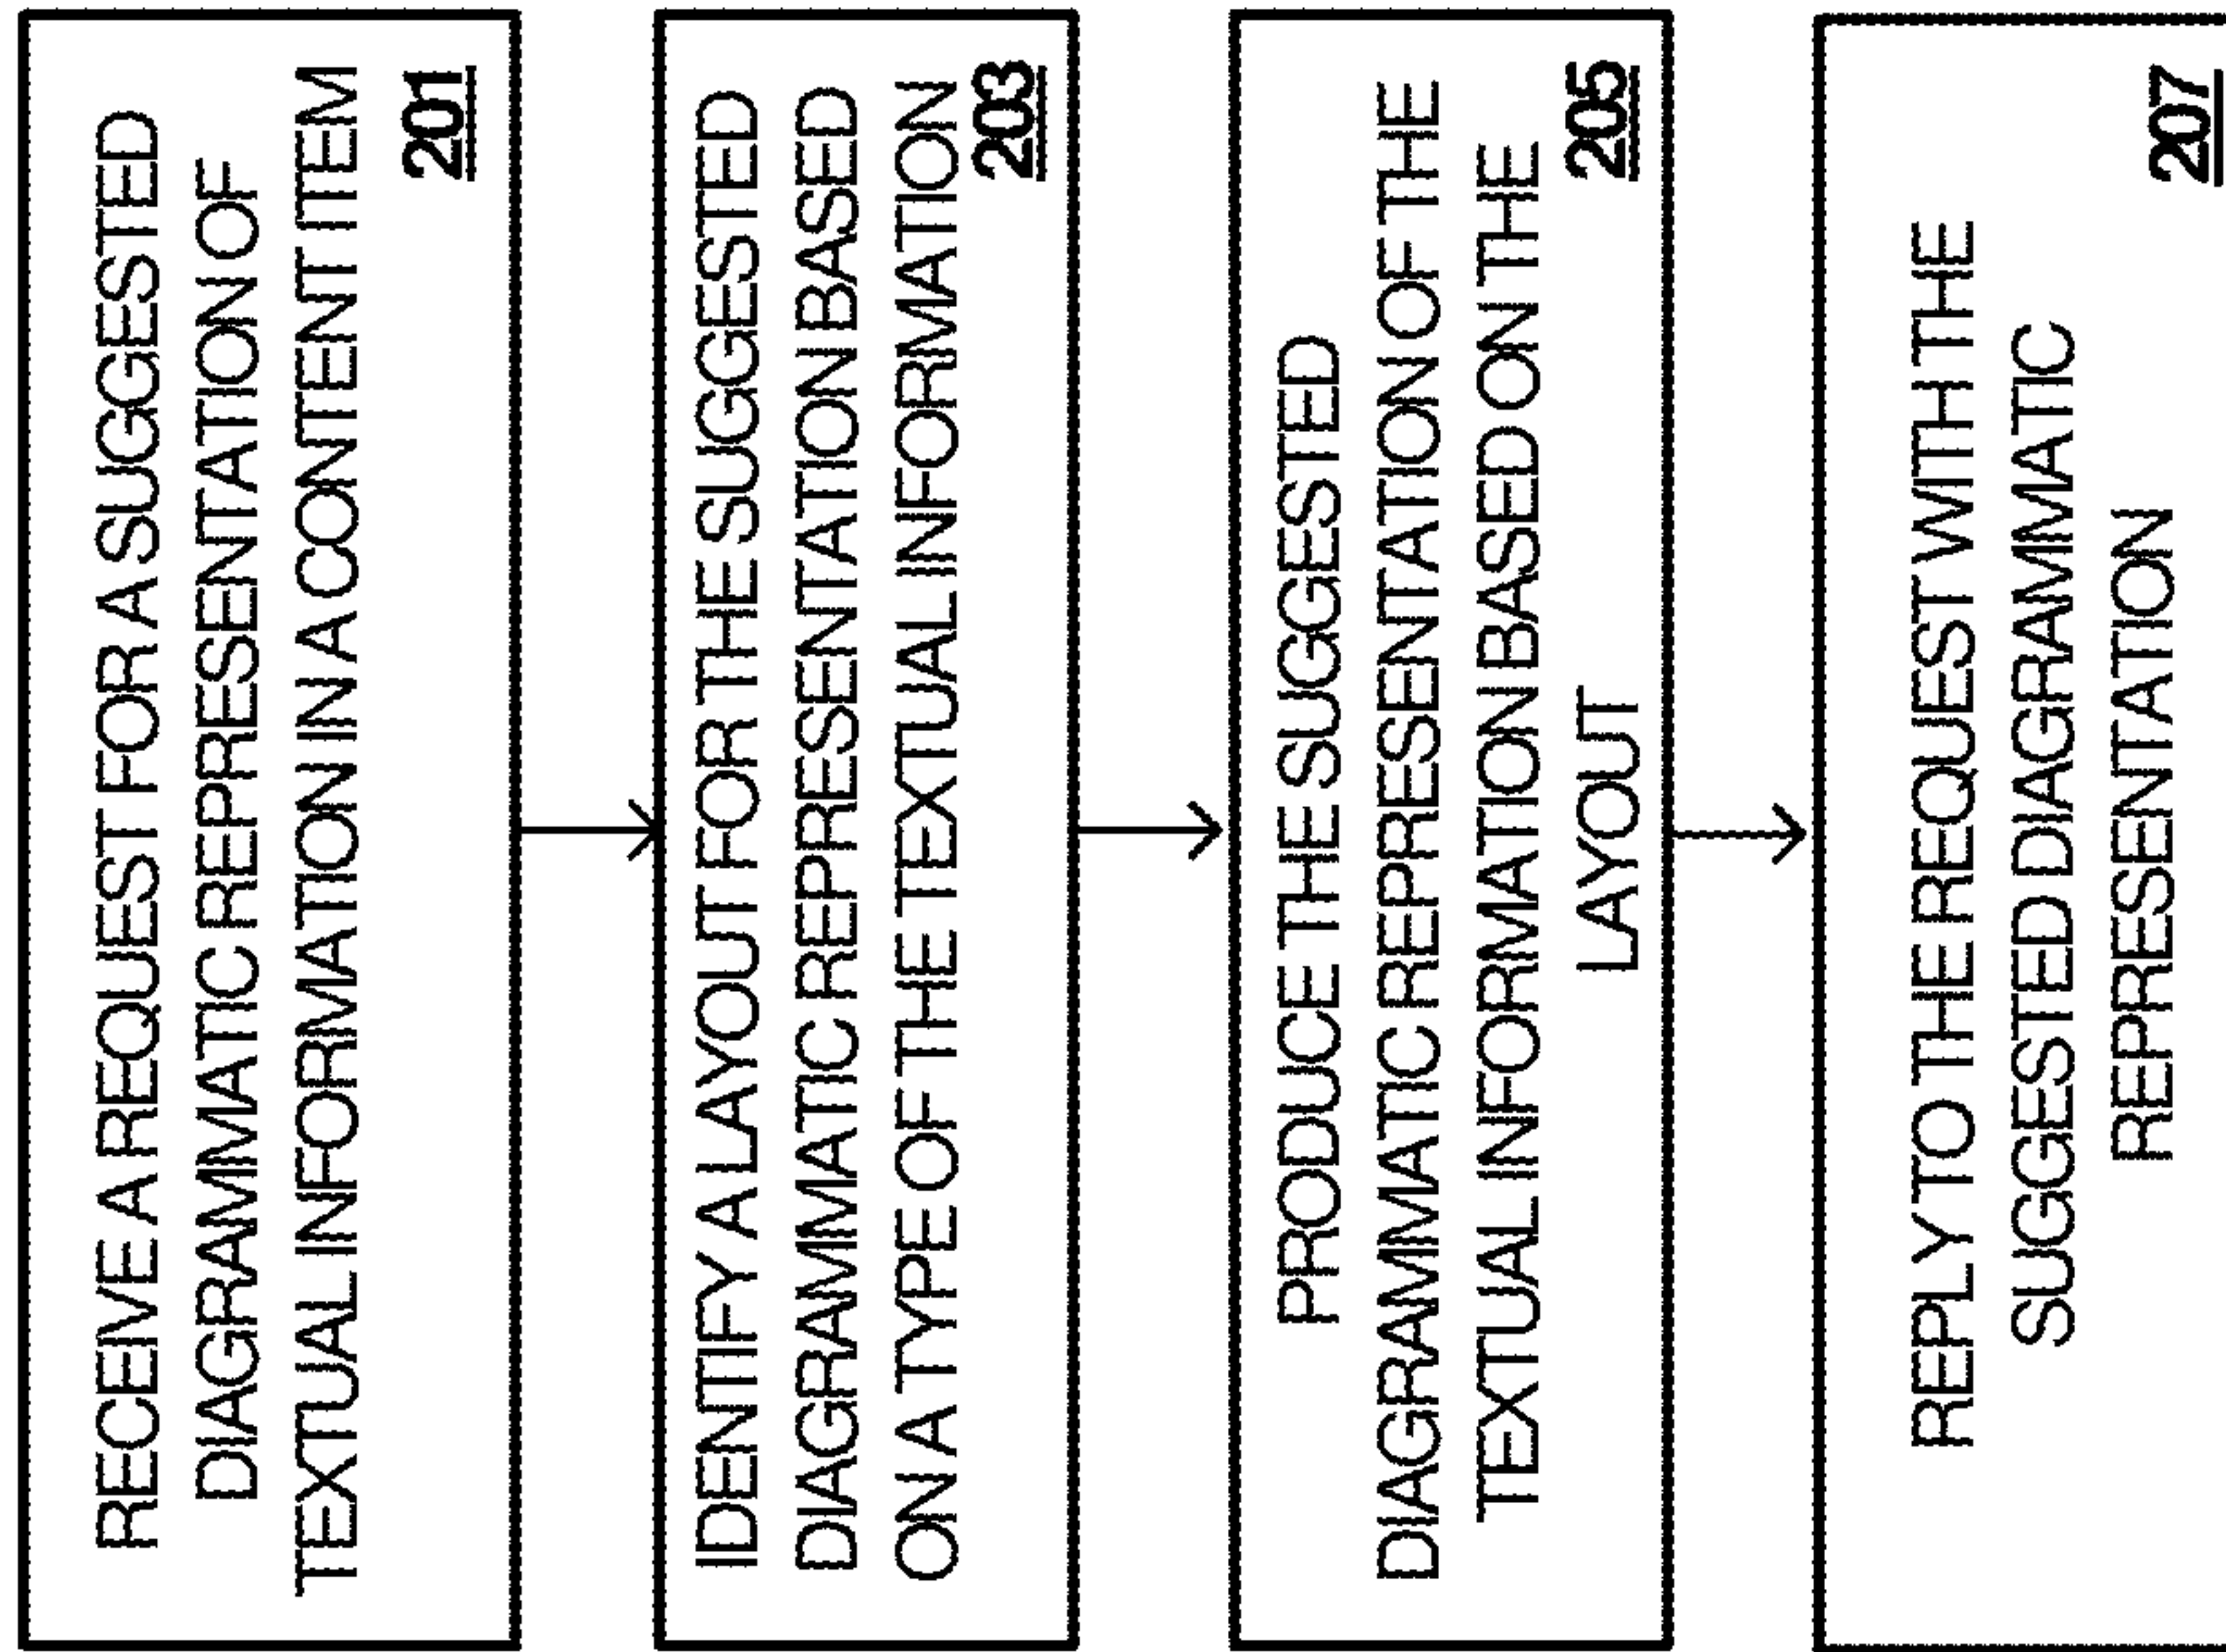 RECEIVE A REQUEST FOR A SUGGESTED
DIAGRAMMATIC REPRESENTATION OF
TEXTUAL INFORMATION IN A CONTENT ITEM
201
IDENTIFY A LAYOUT FOR THE SUGGESTED
DIAGRAMMATIC REPRESENTATION BASED
ON A TYPE OF THE TEXTUAL INFORMATION
203
PRODUCE THE SUGGESTED
DIAGRAMMATIC REPRESENTATION OF THE
TEXTUAL INFORMATION BASED ON THE
LAYOUT
205
REPLY TO THE REQUEST WITH THE
SUGGESTED DIAGRAMMATIC
REPRESENTATION
207